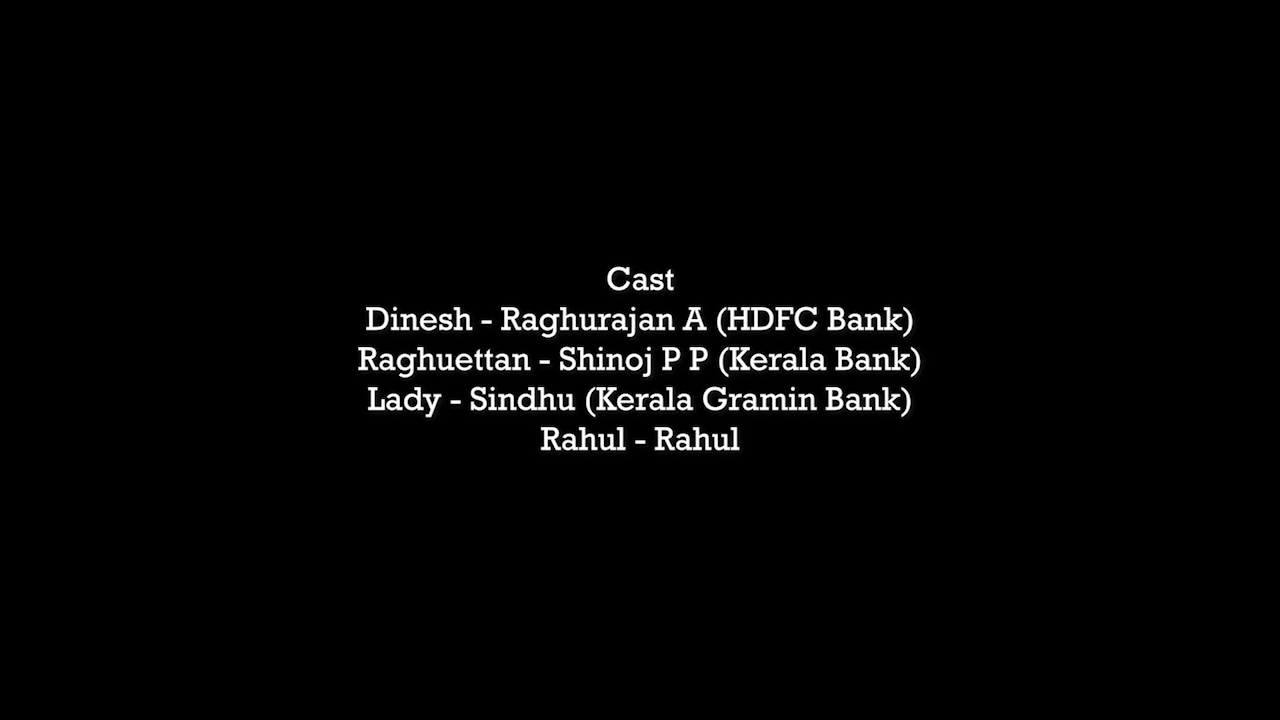 Cast
Dinesh - Raghurajan A (HDFC Bank)
Raghuettan - Shinoj P P (Kerala Bank)
Lady - Sindhu (Kerala Gramin Bank)
Rahul - Rahul